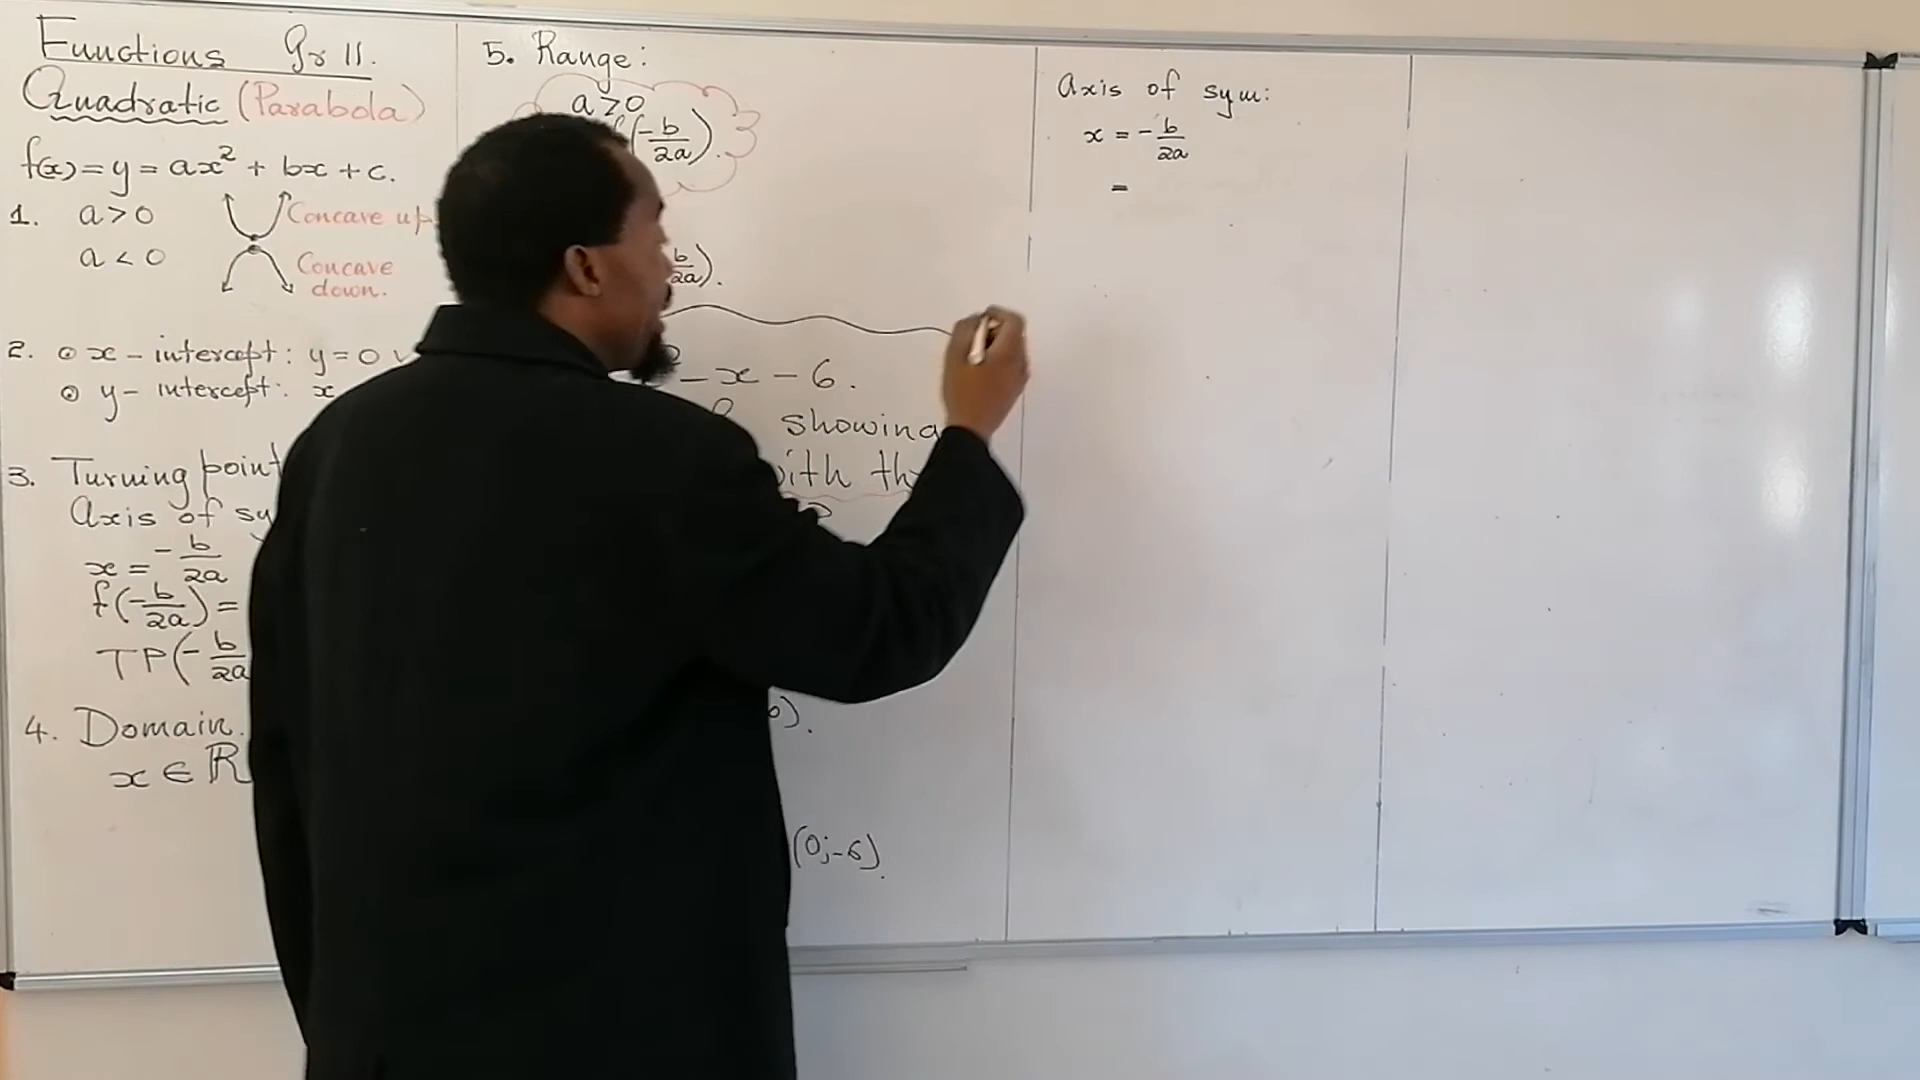 Functions Gr 11.
Quadratic (Parabola)
f(x) = y = ax² + bx + c.
1. a > 0 Concave up
a < 0 Concave down.
2. ⊙ x - intercept: y = 0
⊙ y - intercept: x
3. Turning point
Axis of sy
x = -b/2a
f(-b/2a) =
TP(-b/2a
4. Domain.
x ∈ ℝ
5. Range:
a > 0
f(-b/2a).
b/2a).
- x - 6.
showing
with th
6).
(0;-6).
Axis of sym:
x = -b/2a
=